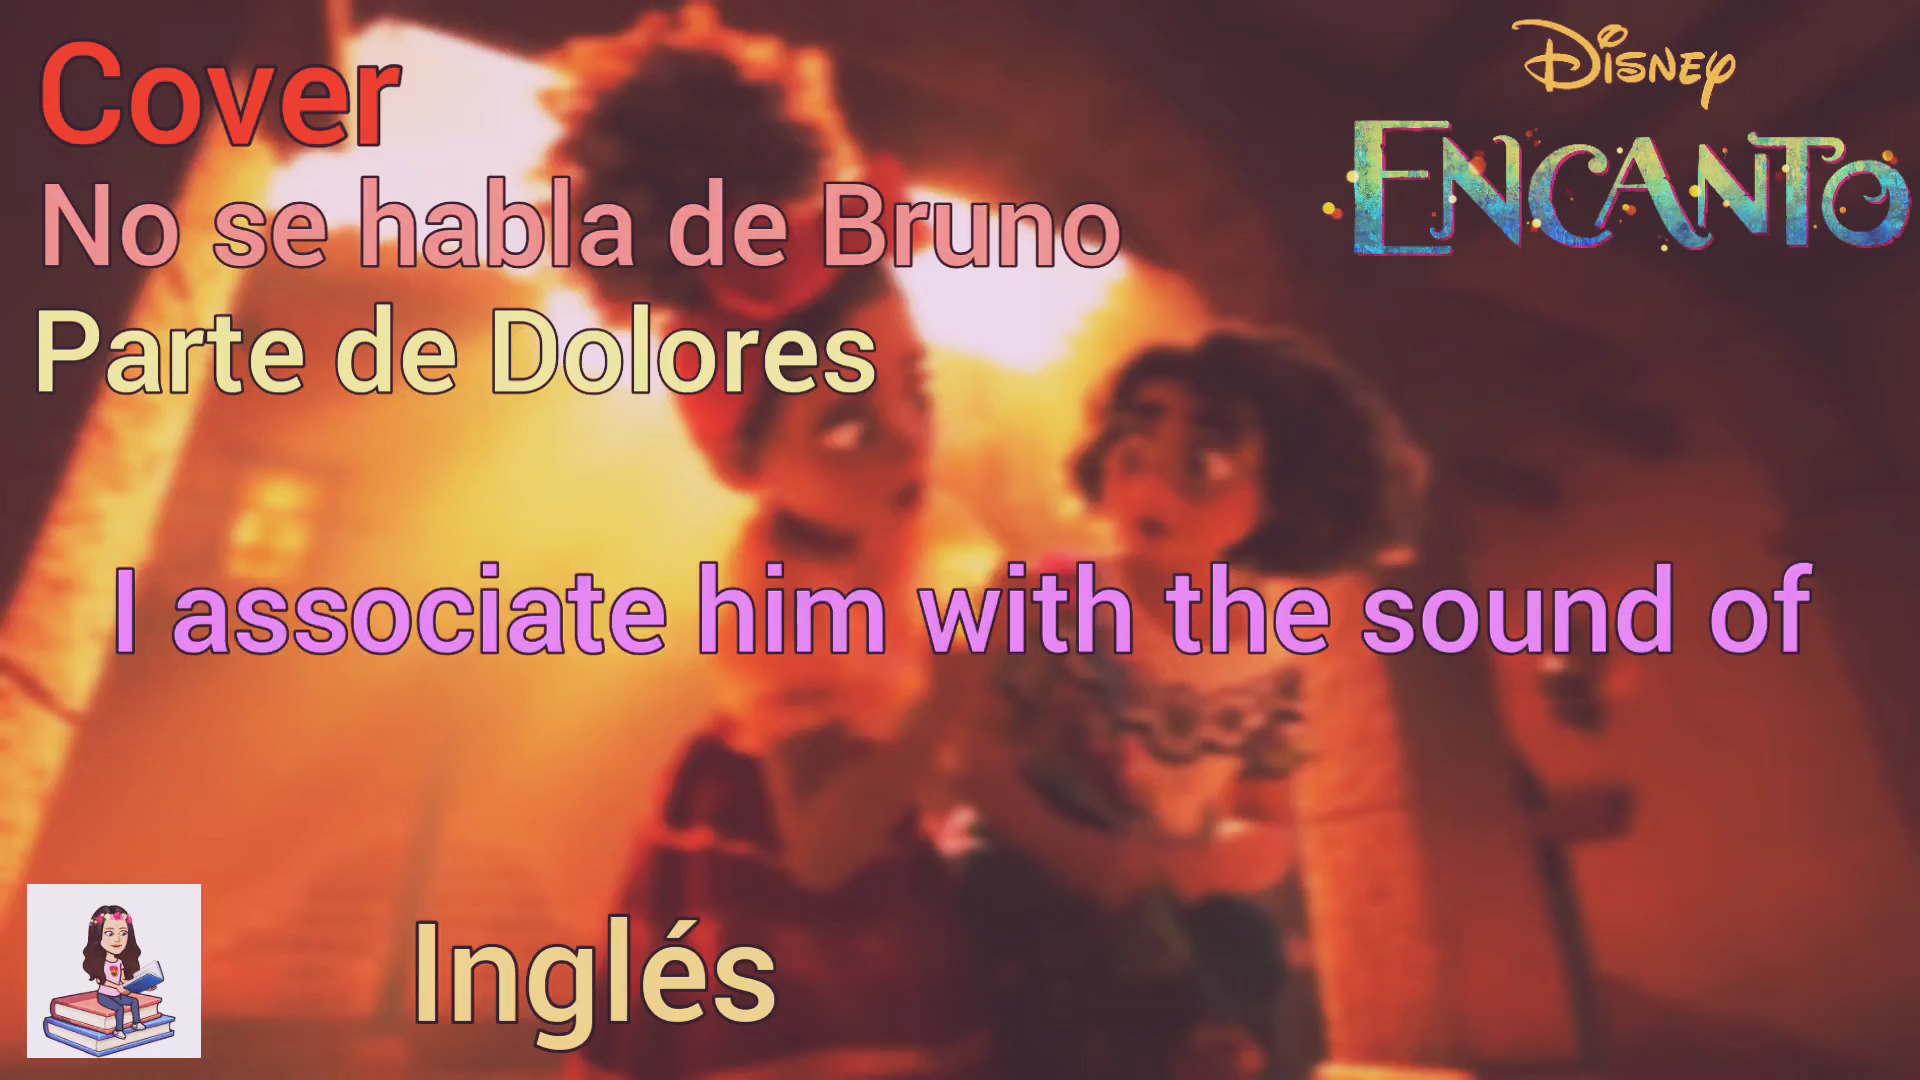 Cover
No se habla de Bruno
Parte de Dolores
DISNEY
ENCANTO
I associate him with the sound of
Inglés